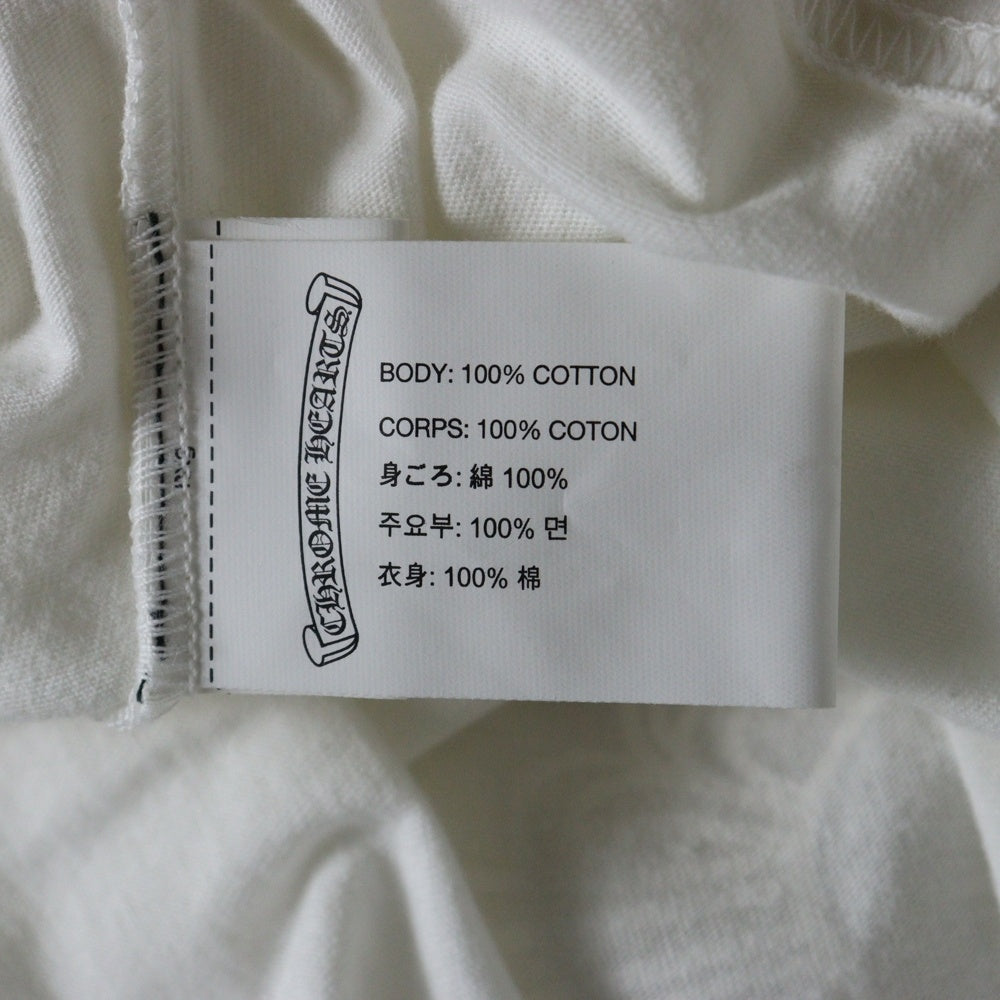 CHROME HEARTS
BODY: 100% COTTON
CORPS: 100% COTON
身ごろ: 綿 100%
주요부: 100% 면
衣身: 100% 棉